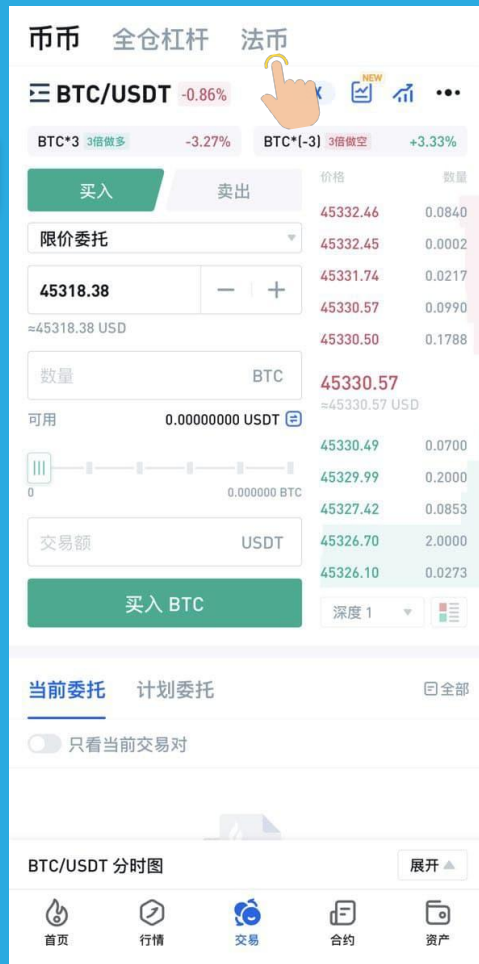 币币 全仓杠杆 法币
BTC/USDT -0.86% NEW
BTC*3 3倍做多 -3.27% BTC*(-3) 3倍做空 +3.33%
买入 卖出
价格 数量
限价委托
45332.46 0.0840
45332.45 0.0002
45331.74 0.0217
45330.57 0.0990
45330.50 0.1788
45318.38 — +
≈45318.38 USD
数量 BTC
45330.57
≈45330.57 USD
可用 0.00000000 USDT
0 0.000000 BTC
45330.49 0.0700
45329.99 0.2000
45327.42 0.0853
45326.70 2.0000
45326.10 0.0273
交易额 USDT
买入 BTC
深度 1
当前委托 计划委托 全部
只看当前交易对
BTC/USDT 分时图 展开
首页 行情 交易 合约 资产